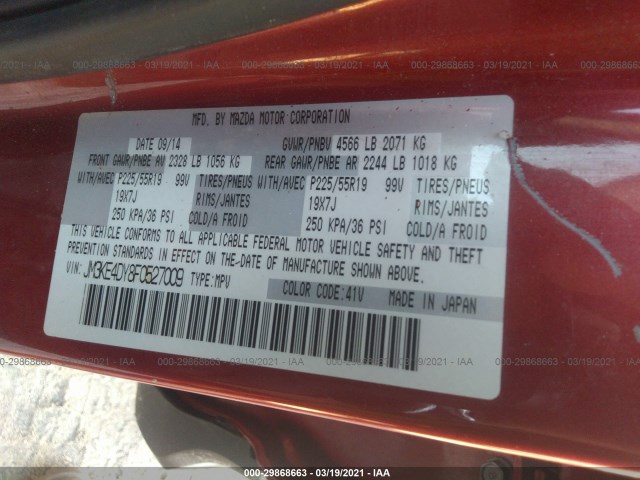 000-29868663 - 03/19/2021 - IAA
MFD. BY MAZDA MOTOR CORPORATION
DATE 09/14 GVWR/PNBV 4566 LB 2071 KG
FRONT GAWR/PNBE AV 2328 LB 1056 KG REAR GAWR/PNBE AR 2244 LB 1018 KG
WITH/AVEC P225/55R19 99V TIRES/PNEUS WITH/AVEC P225/55R19 99V TIRES/PNEUS
19X7J RIMS/JANTES 19X7J RIMS/JANTES
250 KPA/36 PSI COLD/A FROID 250 KPA/36 PSI COLD/A FROID
THIS VEHICLE CONFORMS TO ALL APPLICABLE FEDERAL MOTOR VEHICLE SAFETY AND THEFT
PREVENTION STANDARDS IN EFFECT ON THE DATE OF MANUFACTURE SHOWN ABOVE.
VIN: JM3KE4DY8F0527009 TYPE: MPV
COLOR CODE: 41V MADE IN JAPAN
000-29868663 - 03/19/2021 - IAA